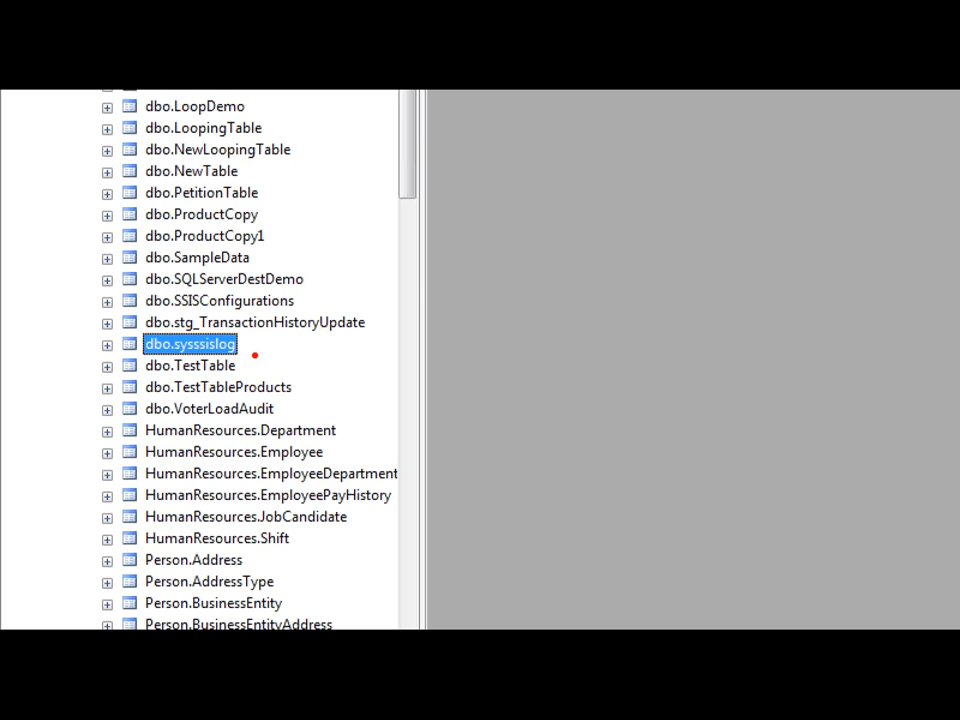 dbo.LoopDemo
dbo.LoopingTable
dbo.NewLoopingTable
dbo.NewTable
dbo.PetitionTable
dbo.ProductCopy
dbo.ProductCopy1
dbo.SampleData
dbo.SQLServerDestDemo
dbo.SSISConfigurations
dbo.stg_TransactionHistoryUpdate
dbo.sysssislog
dbo.TestTable
dbo.TestTableProducts
dbo.VoterLoadAudit
HumanResources.Department
HumanResources.Employee
HumanResources.EmployeeDepartment
HumanResources.EmployeePayHistory
HumanResources.JobCandidate
HumanResources.Shift
Person.Address
Person.AddressType
Person.BusinessEntity
Person.BusinessEntityAddress